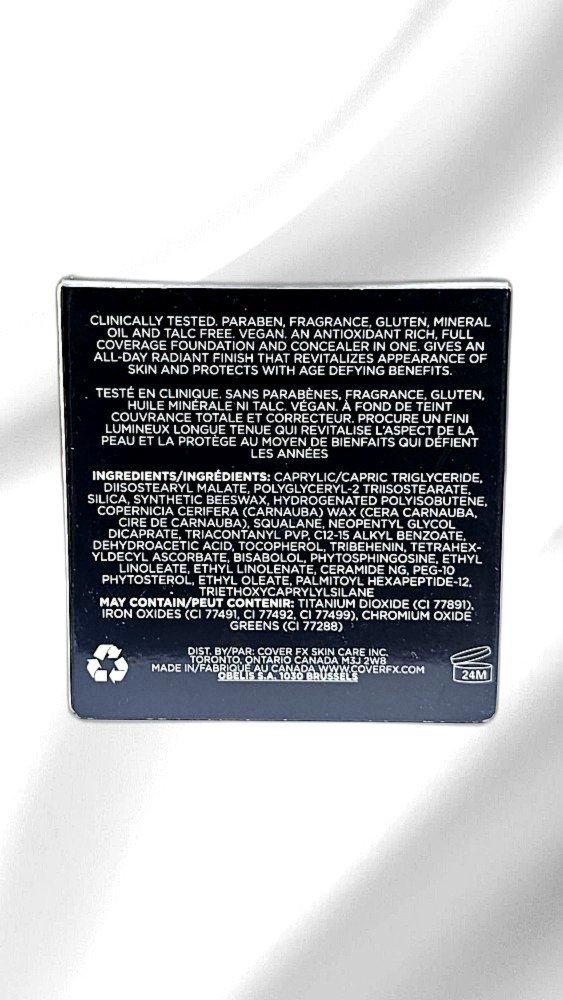 CLINICALLY TESTED. PARABEN, FRAGRANCE, GLUTEN, MINERAL
OIL AND TALC FREE. VEGAN. AN ANTIOXIDANT RICH, FULL
COVERAGE FOUNDATION AND CONCEALER IN ONE. GIVES AN
ALL-DAY RADIANT FINISH THAT REVITALIZES APPEARANCE OF
SKIN AND PROTECTS WITH AGE DEFYING BENEFITS.
TESTÉ EN CLINIQUE. SANS PARABÈNES, FRAGRANCE, GLUTEN,
HUILE MINÉRALE NI TALC. VÉGAN. À FOND DE TEINT
COUVRANCE TOTALE ET CORRECTEUR. PROCURE UN FINI
LUMINEUX LONGUE TENUE QUI REVITALISE L'ASPECT DE LA
PEAU ET LA PROTÈGE AU MOYEN DE BIENFAITS QUI DÉFIENT
LES ANNÉES
INGREDIENTS/INGRÉDIENTS: CAPRYLIC/CAPRIC TRIGLYCERIDE,
DIISOSTEARYL MALATE, POLYGLYCERYL-2 TRIISOSTEARATE,
SILICA, SYNTHETIC BEESWAX, HYDROGENATED POLYISOBUTENE,
COPERNICIA CERIFERA (CARNAUBA) WAX (CERA CARNAUBA,
CIRE DE CARNAUBA), SQUALANE, NEOPENTYL GLYCOL
DICAPRATE, TRIACONTANYL PVP, C12-15 ALKYL BENZOATE,
DEHYDROACETIC ACID, TOCOPHEROL, TRIBEHENIN, TETRAHEX-
YLDECYL ASCORBATE, BISABOLOL, PHYTOSPHINGOSINE, ETHYL
LINOLEATE, ETHYL LINOLENATE, CERAMIDE NG, PEG-10
PHYTOSTEROL, ETHYL OLEATE, PALMITOYL HEXAPEPTIDE-12,
TRIETHOXYCAPRYLYLSILANE
MAY CONTAIN/PEUT CONTENIR: TITANIUM DIOXIDE (CI 77891),
IRON OXIDES (CI 77491, CI 77492, CI 77499), CHROMIUM OXIDE
GREENS (CI 77288)
DIST. BY/PAR: COVER FX SKIN CARE INC.
TORONTO, ONTARIO CANADA M3J 2W8
MADE IN/FABRIQUÉ AU CANADA WWW.COVERFX.COM
OBELIS S.A. 1030 BRUSSELS
24M